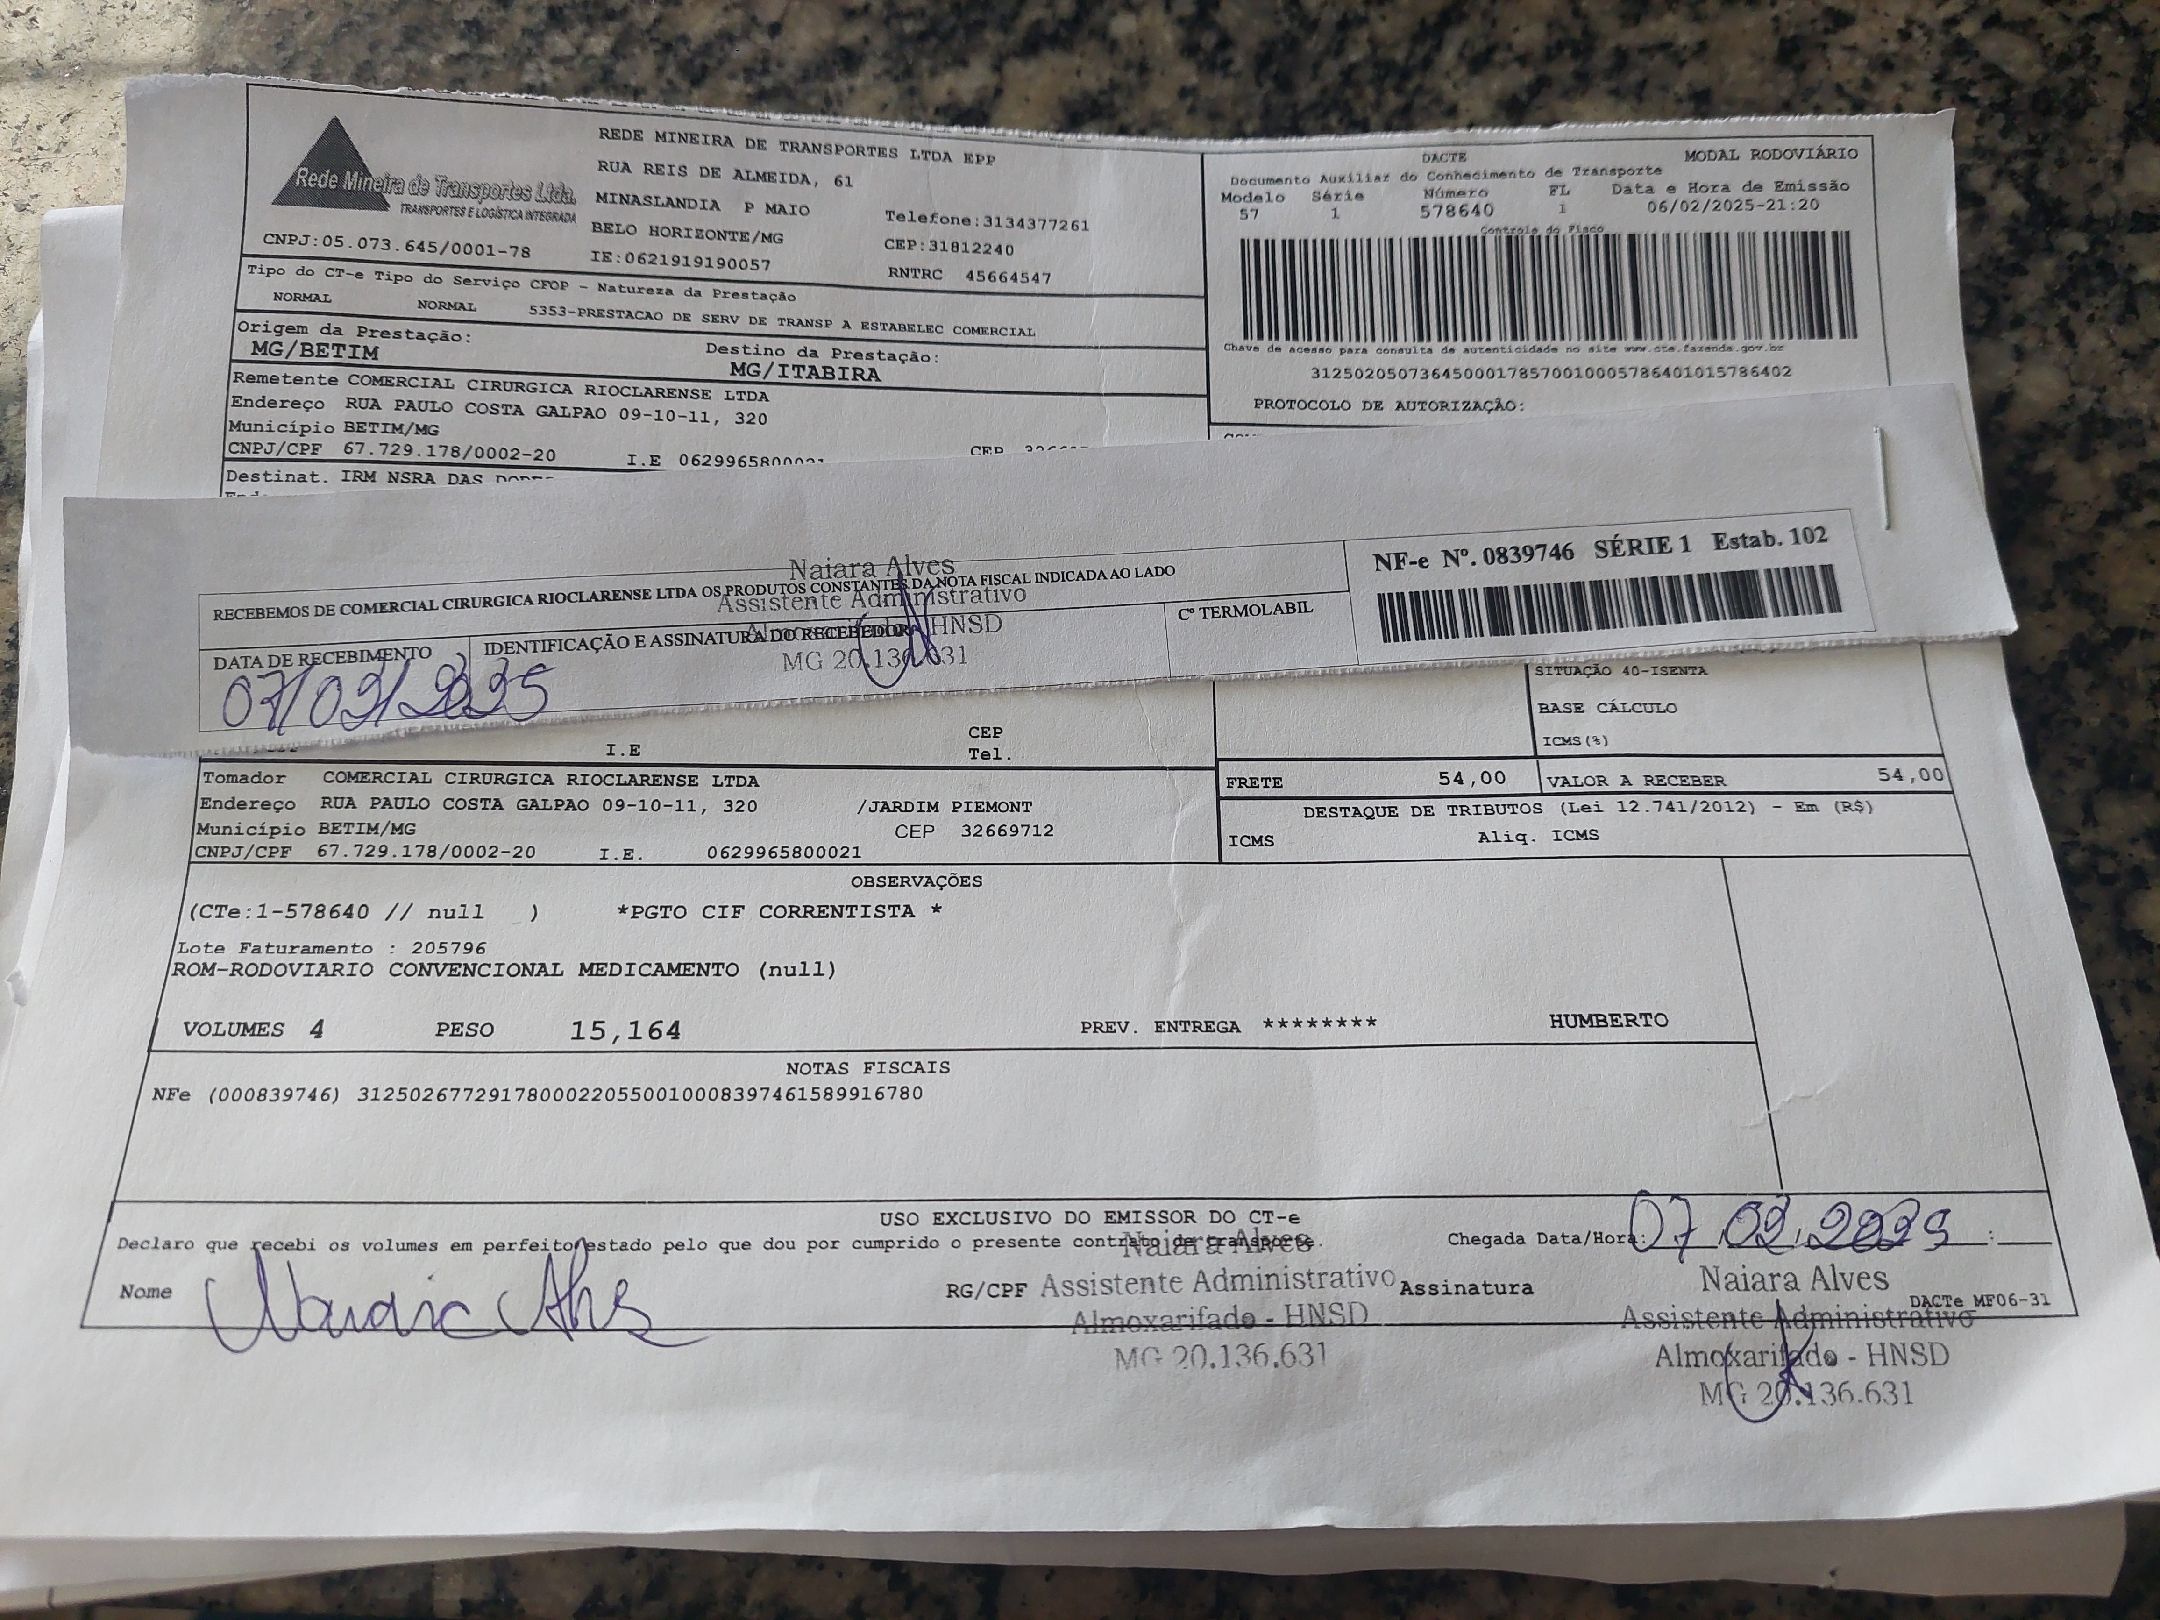 Rede Mineira de Transportes Ltda.
TRANSPORTES E LOGÍSTICA INTEGRADA
CNPJ:05.073.645/0001-78
REDE MINEIRA DE TRANSPORTES LTDA EPP
RUA REIS DE ALMEIDA, 61
MINASLANDIA P MAIO
BELO HORIZONTE/MG
IE:0621919190057
Telefone:3134377261
CEP:31812240
RNTRC 45664547
DACTE MODAL RODOVIÁRIO
Documento Auxiliar do Conhecimento de Transporte
Modelo Série Número FL Data e Hora de Emissão
57 1 578640 1 06/02/2025-21:20
Controle do Fisco
Chave de acesso para consulta de autenticidade no site www.cte.fazenda.gov.br
31250205073645000178570010005786401015786402
PROTOCOLO DE AUTORIZAÇÃO:
Tipo do CT-e Tipo do Serviço CFOP - Natureza da Prestação
NORMAL NORMAL 5353-PRESTACAO DE SERV DE TRANSP A ESTABELEC COMERCIAL
Origem da Prestação: Destino da Prestação:
MG/BETIM MG/ITABIRA
Remetente COMERCIAL CIRURGICA RIOCLARENSE LTDA
Endereço RUA PAULO COSTA GALPAO 09-10-11, 320
Município BETIM/MG CEP
CNPJ/CPF 67.729.178/0002-20 I.E
Destinat. IRM NSRA DAS
NF-e Nº. 0839746 SÉRIE 1 Estab. 102
RECEBEMOS DE COMERCIAL CIRURGICA RIOCLARENSE LTDA OS PRODUTOS CONSTANTES DA NOTA FISCAL INDICADA AO LADO
DATA DE RECEBIMENTO IDENTIFICAÇÃO E ASSINATURA DO RECEBEDOR Cº TERMOLABIL
07/02/2025
Naiara Alves
Assistente Administrativo
Almoxarifado - HNSD
MG 20.136.631
SITUAÇÃO 40-ISENTA
BASE CÁLCULO
ICMS(%)
I.E CEP
Tel.
Tomador COMERCIAL CIRURGICA RIOCLARENSE LTDA
Endereço RUA PAULO COSTA GALPAO 09-10-11, 320 /JARDIM PIEMONT
Município BETIM/MG CEP 32669712
CNPJ/CPF 67.729.178/0002-20 I.E. 0629965800021
FRETE 54,00 VALOR A RECEBER 54,00
DESTAQUE DE TRIBUTOS (Lei 12.741/2012) - Em (R$)
ICMS Aliq. ICMS
OBSERVAÇÕES
(CTe:1-578640 // null ) *PGTO CIF CORRENTISTA *
Lote Faturamento : 205796
ROM-RODOVIARIO CONVENCIONAL MEDICAMENTO (null)
VOLUMES 4 PESO 15,164 PREV. ENTREGA ******** HUMBERTO
NOTAS FISCAIS
NFe (000839746) 31250267729178000220550010008397461589916780
USO EXCLUSIVO DO EMISSOR DO CT-e
Declaro que recebi os volumes em perfeito estado pelo que dou por cumprido o presente contrato de transporte. Chegada Data/Hora: 07 02 2025 :
Nome Naiara Alves RG/CPF Assinatura
Naiara Alves
Assistente Administrativo
Almoxarifado - HNSD
MG 20.136.631
Naiara Alves
Assistente Administrativo
Almoxarifado - HNSD
MG 20.136.631
DACTe MF06-31